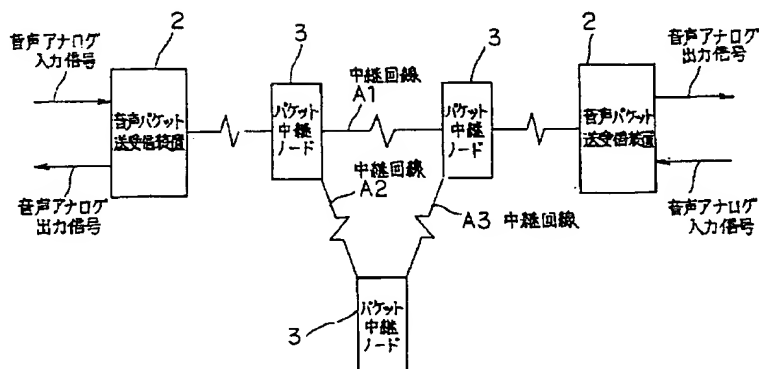 音声アナログ
入力信号
2
音声パケット
送受信装置
音声アナログ
出力信号
3
パケット
中継
ノード
中継回線
A1
中継回線
A2
3
パケット
中継
ノード
A3 中継回線
3
パケット
中継
ノード
2
音声パケット
送受信装置
音声アナログ
出力信号
音声アナログ
入力信号